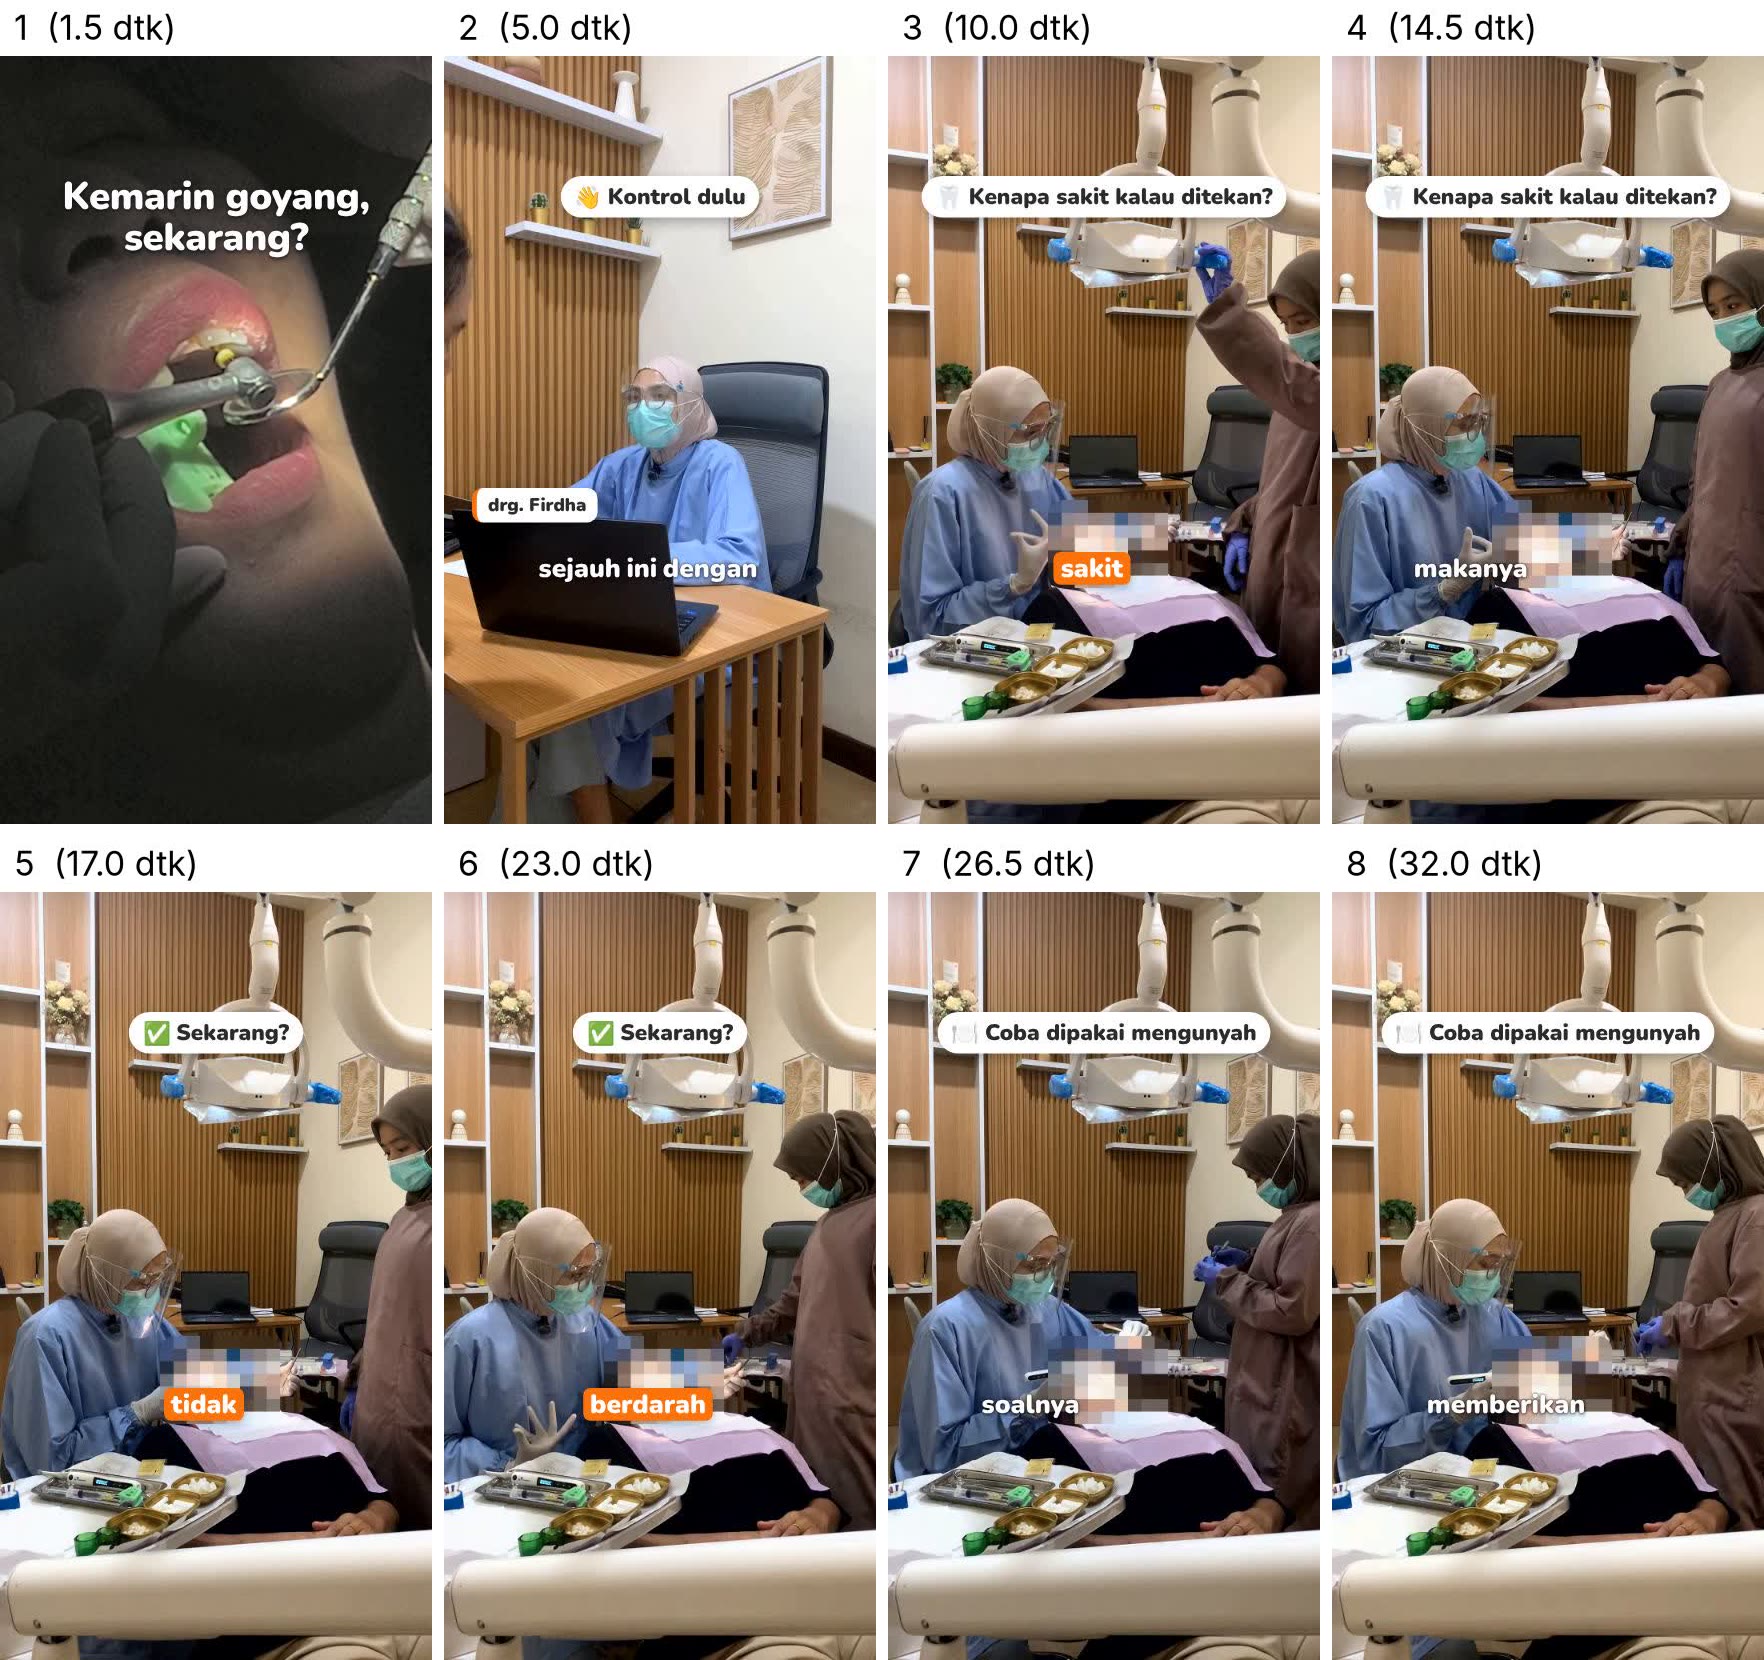 1 (1.5 dtk)
Kemarin goyang,
sekarang?
2 (5.0 dtk)
👋 Kontrol dulu
drg. Firdha
sejauh ini dengan
3 (10.0 dtk)
🦷 Kenapa sakit kalau ditekan?
sakit
4 (14.5 dtk)
🦷 Kenapa sakit kalau ditekan?
makanya
5 (17.0 dtk)
✅ Sekarang?
tidak
6 (23.0 dtk)
✅ Sekarang?
berdarah
7 (26.5 dtk)
🍽️ Coba dipakai mengunyah
soalnya
8 (32.0 dtk)
🍽️ Coba dipakai mengunyah
memberikan